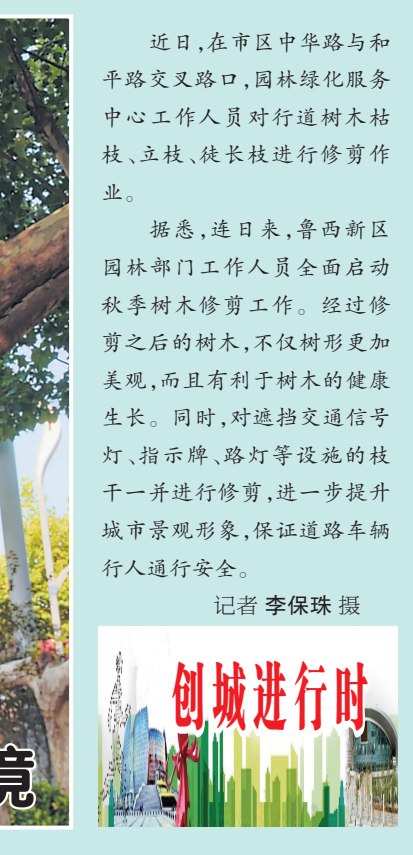 近日,在市区中华路与和
平路交叉路口,园林绿化服务
中心工作人员对行道树木枯
枝、立枝、徒长枝进行修剪作
业。
据悉,连日来,鲁西新区
园林部门工作人员全面启动
秋季树木修剪工作。经过修
剪之后的树木,不仅树形更加
美观,而且有利于树木的健康
生长。同时,对遮挡交通信号
灯、指示牌、路灯等设施的枝
干一并进行修剪,进一步提升
城市景观形象,保证道路车辆
行人通行安全。
记者 李保珠 摄
创城进行时
境